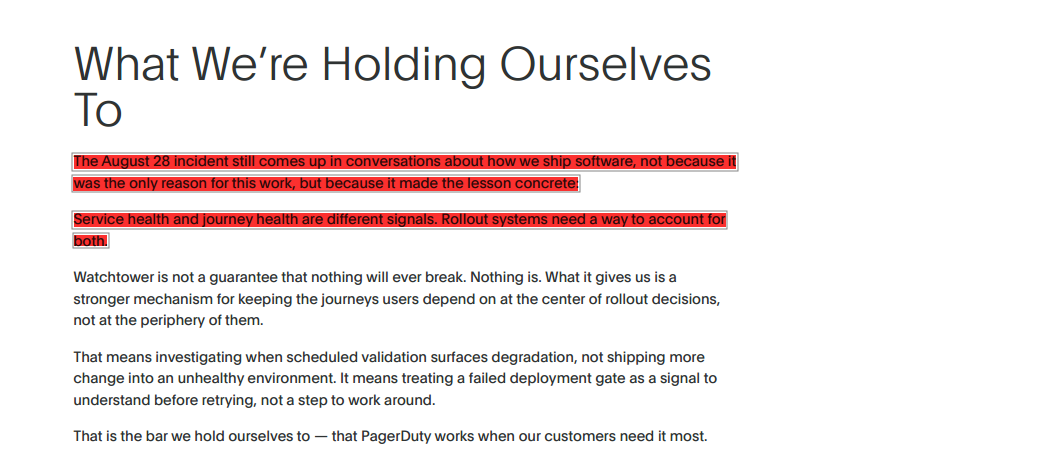 What We’re Holding Ourselves
To
The August 28 incident still comes up in conversations about how we ship software, not because it
was the only reason for this work, but because it made the lesson concrete:
Service health and journey health are different signals. Rollout systems need a way to account for
both.
Watchtower is not a guarantee that nothing will ever break. Nothing is. What it gives us is a
stronger mechanism for keeping the journeys users depend on at the center of rollout decisions,
not at the periphery of them.
That means investigating when scheduled validation surfaces degradation, not shipping more
change into an unhealthy environment. It means treating a failed deployment gate as a signal to
understand before retrying, not a step to work around.
That is the bar we hold ourselves to — that PagerDuty works when our customers need it most.